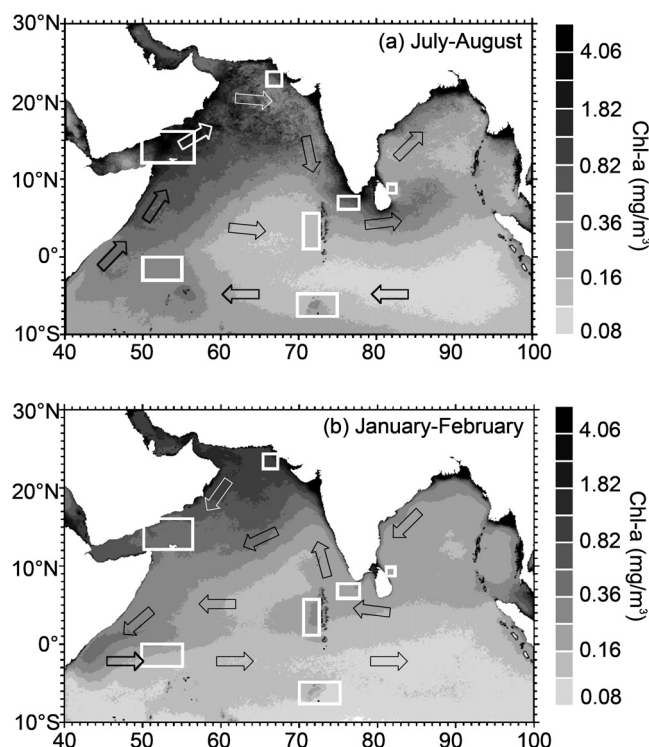 30°N
(a) July-August
20°
10°
0°
10°S
40 50 60 70 80 90 100
4.06
1.82
0.82
0.36
0.16
0.08
Chl-a (mg/m³)
30°N
(b) January-February
20°
10°
0°
10°S
40 50 60 70 80 90 100
4.06
1.82
0.82
0.36
0.16
0.08
Chl-a (mg/m³)